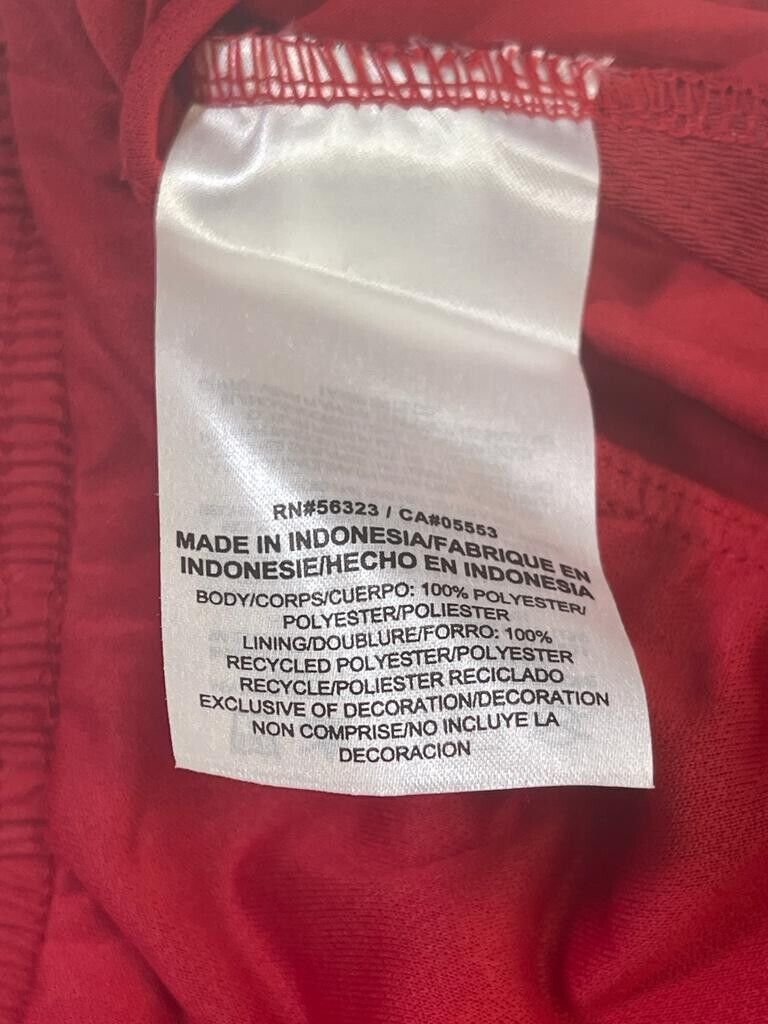 RN#56323 / CA#05553
MADE IN INDONESIA/FABRIQUE EN
INDONESIE/HECHO EN INDONESIA
BODY/CORPS/CUERPO: 100% POLYESTER/
POLYESTER/POLIESTER
LINING/DOUBLURE/FORRO: 100%
RECYCLED POLYESTER/POLYESTER
RECYCLE/POLIESTER RECICLADO
EXCLUSIVE OF DECORATION/DECORATION
NON COMPRISE/NO INCLUYE LA
DECORACION